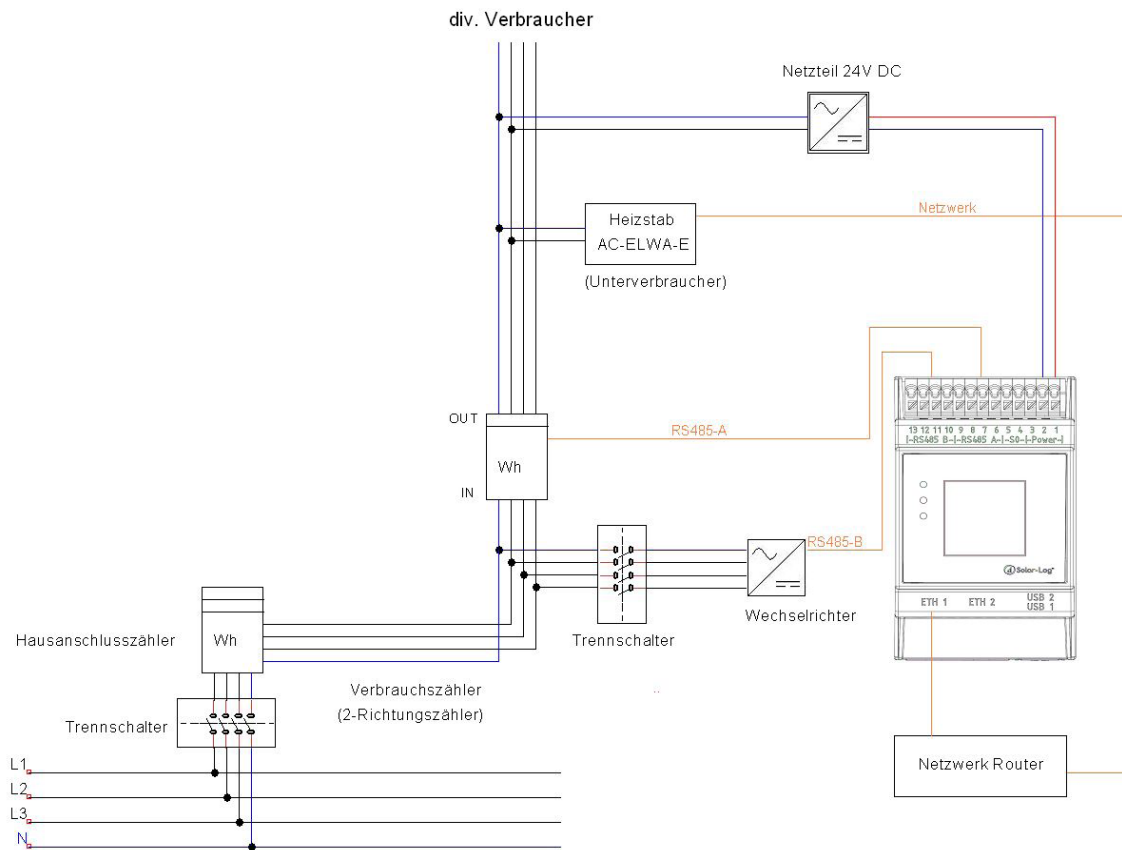 div. Verbraucher
Netzteil 24V DC
Heizstab
AC-ELWA-E
(Unterverbraucher)
Netzwerk
OUT
RS485-A
Wh
IN
13 12 11 10 9 8 7 6 5 4 3 2 1
|-RS485 B-|-RS485 A-|-S0-|-Power-|
RS485-B
Solar-Log™
Wechselrichter
Trennschalter
ETH 1 ETH 2 USB 2
USB 1
Hausanschlusszähler
Wh
Verbrauchszähler
(2-Richtungszähler)
..
Trennschalter
Netzwerk Router
L1
L2
L3
N